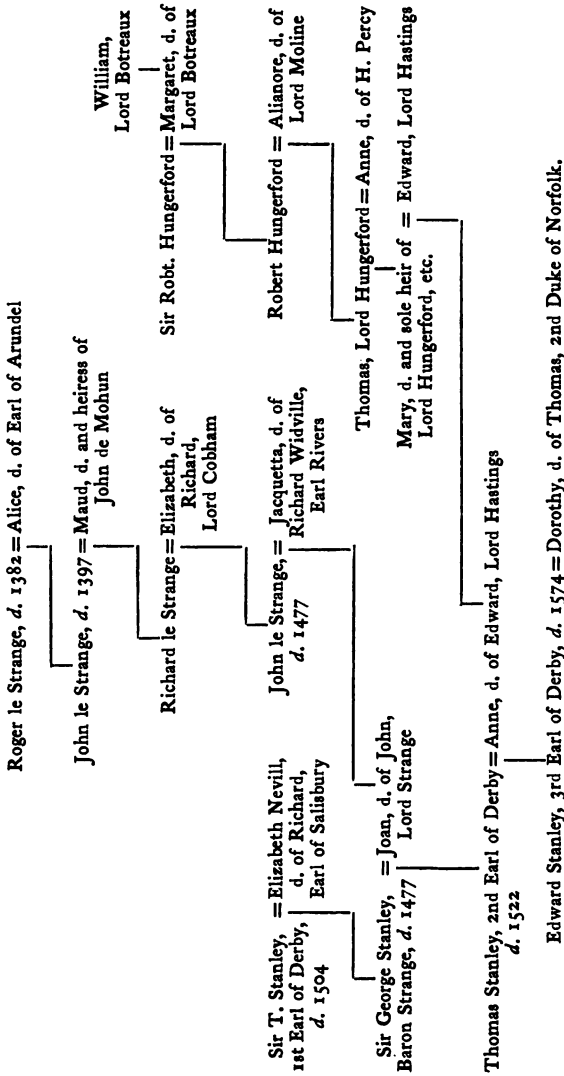 Roger le Strange, d. 1382 = Alice, d. of Earl of Arundel
William,
Lord Botreaux
John le Strange, d. 1397 = Maud, d. and heiress of
John de Mohun
Sir Robt. Hungerford = Margaret, d. of
Lord Botreaux
Richard le Strange = Elizabeth, d. of
Richard,
Lord Cobham
Robert Hungerford = Alianore, d. of
Lord Moline
Sir T. Stanley, = Elizabeth Nevill,
1st Earl of Derby, d. of Richard,
d. 1504 Earl of Salisbury
John le Strange, = Jacquetta, d. of
d. 1477 Richard Widville,
Earl Rivers
Thomas, Lord Hungerford = Anne, d. of H. Percy
Sir George Stanley, = Joan, d. of John,
Baron Strange, d. 1477 Lord Strange
Mary, d. and sole heir of = Edward, Lord Hastings
Lord Hungerford, etc.
Thomas Stanley, 2nd Earl of Derby = Anne, d. of Edward, Lord Hastings
d. 1522
Edward Stanley, 3rd Earl of Derby, d. 1574 = Dorothy, d. of Thomas, 2nd Duke of Norfolk.